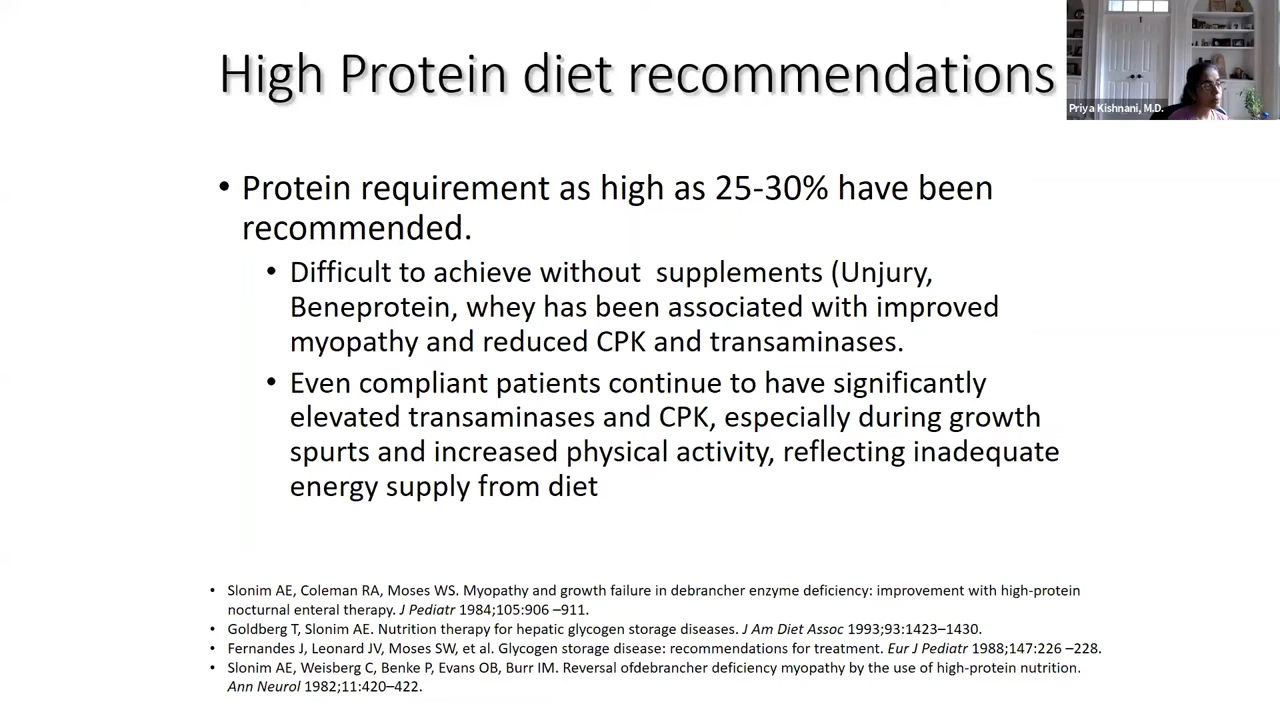 High Protein diet recommendations
Priya Kishnani, M.D.
• Protein requirement as high as 25-30% have been
recommended.
• Difficult to achieve without  supplements (Unjury,
Beneprotein, whey has been associated with improved
myopathy and reduced CPK and transaminases.
• Even compliant patients continue to have significantly
elevated transaminases and CPK, especially during growth
spurts and increased physical activity, reflecting inadequate
energy supply from diet
• Slonim AE, Coleman RA, Moses WS. Myopathy and growth failure in debrancher enzyme deficiency: improvement with high-protein
nocturnal enteral therapy. J Pediatr 1984;105:906 –911.
• Goldberg T, Slonim AE. Nutrition therapy for hepatic glycogen storage diseases. J Am Diet Assoc 1993;93:1423–1430.
• Fernandes J, Leonard JV, Moses SW, et al. Glycogen storage disease: recommendations for treatment. Eur J Pediatr 1988;147:226 –228.
• Slonim AE, Weisberg C, Benke P, Evans OB, Burr IM. Reversal ofdebrancher deficiency myopathy by the use of high-protein nutrition.
Ann Neurol 1982;11:420–422.